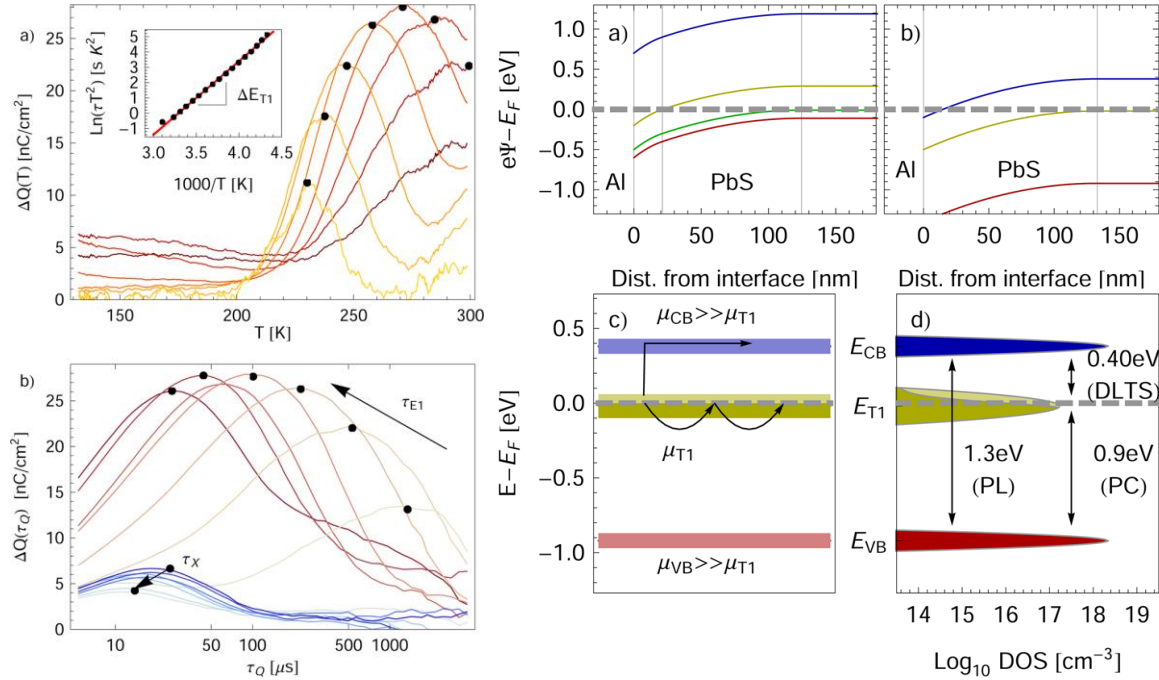 a)
ΔQ(T) [nC/cm²]
25
20
15
10
5
0
150
200
250
300
T [K]
Ln(τT²) [s K²]
5
4
3
2
1
0
−1
ΔE_T1
3.0
3.5
4.0
4.5
1000/T [K]
b)
ΔQ(τ_Q) [nC/cm²]
25
20
15
10
5
0
τ_E1
τ_X
10
50
100
500
1000
τ_Q [μs]
a)
eΨ−E_F [eV]
1.0
0.5
0.0
−0.5
−1.0
Al
PbS
0
50
100
150
Dist. from interface [nm]
b)
Al
PbS
0
50
100
150
Dist. from interface [nm]
c)
E−E_F [eV]
0.5
0.0
−0.5
−1.0
μ_CB>>μ_T1
μ_T1
μ_VB>>μ_T1
d)
E_CB
E_T1
E_VB
0.40eV
(DLTS)
1.3eV
(PL)
0.9eV
(PC)
14
15
16
17
18
19
Log₁₀ DOS [cm⁻³]